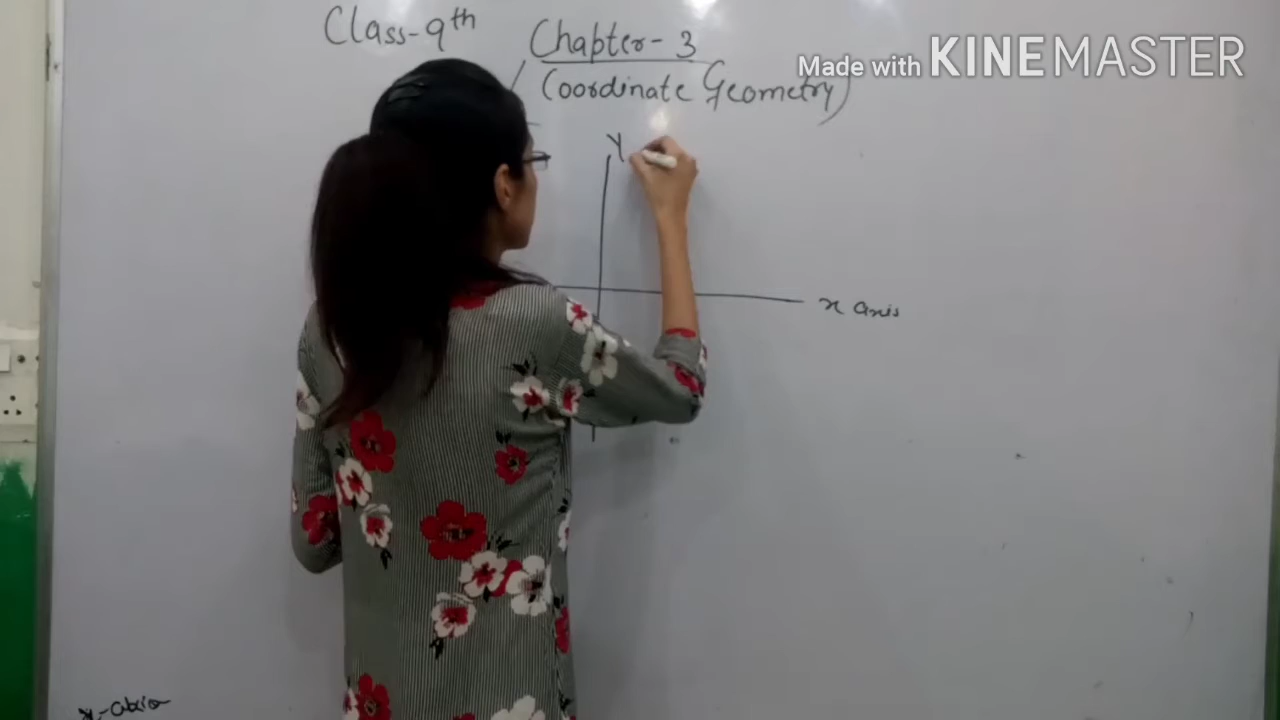 Class-9th
Chapter-3
(Coordinate Geometry)
Made with KINEMASTER
Y
x axis